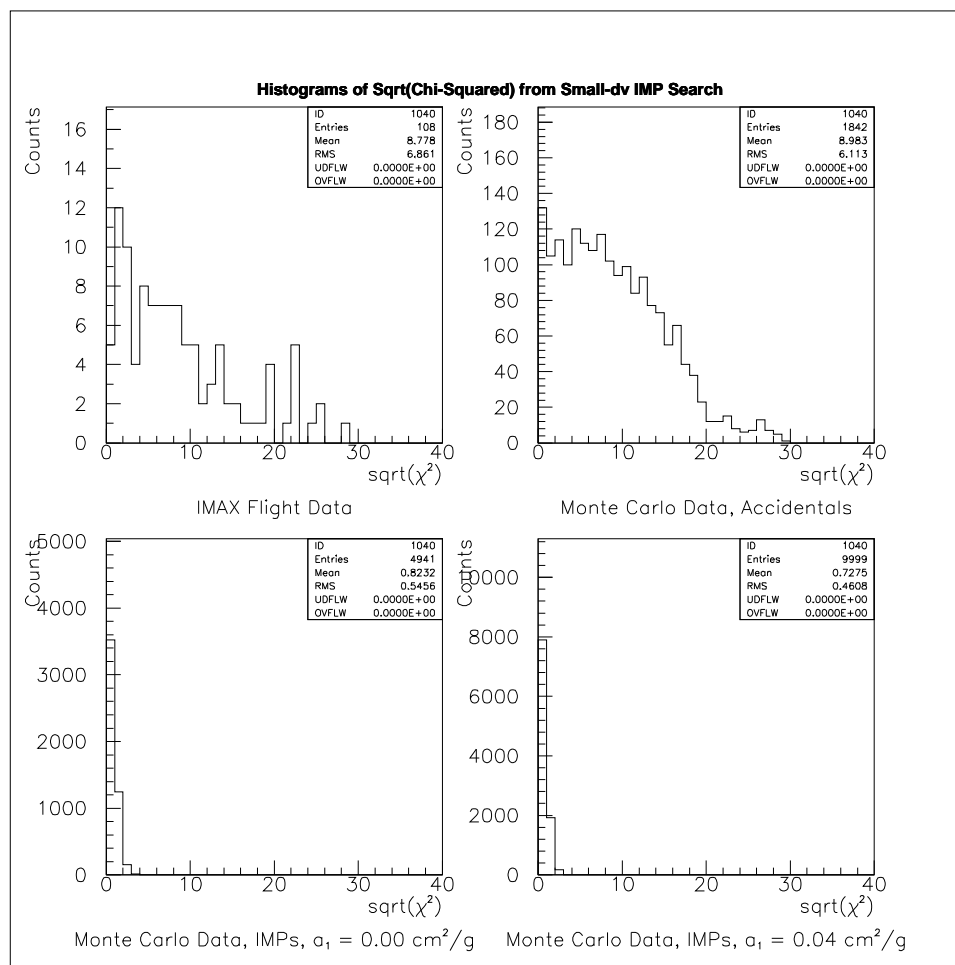 Histograms of Sqrt(Chi-Squared) from Small-dv IMP Search
Counts
ID 1040
Entries 108
Mean 8.778
RMS 6.861
UDFLW 0.0000E+00
OVFLW 0.0000E+00
16
14
12
10
8
6
4
2
0
0 10 20 30 40
sqrt(χ²)
IMAX Flight Data
Counts
ID 1040
Entries 1842
Mean 8.983
RMS 6.113
UDFLW 0.0000E+00
OVFLW 0.0000E+00
180
160
140
120
100
80
60
40
20
0
0 10 20 30 40
sqrt(χ²)
Monte Carlo Data, Accidentals
Counts
ID 1040
Entries 4941
Mean 0.8232
RMS 0.5456
UDFLW 0.0000E+00
OVFLW 0.0000E+00
5000
4000
3000
2000
1000
0
0 10 20 30 40
sqrt(χ²)
Monte Carlo Data, IMPs, a₁ = 0.00 cm²/g
Counts
ID 1040
Entries 9999
Mean 0.7275
RMS 0.4608
UDFLW 0.0000E+00
OVFLW 0.0000E+00
10000
8000
6000
4000
2000
0
0 10 20 30 40
sqrt(χ²)
Monte Carlo Data, IMPs, a₁ = 0.04 cm²/g